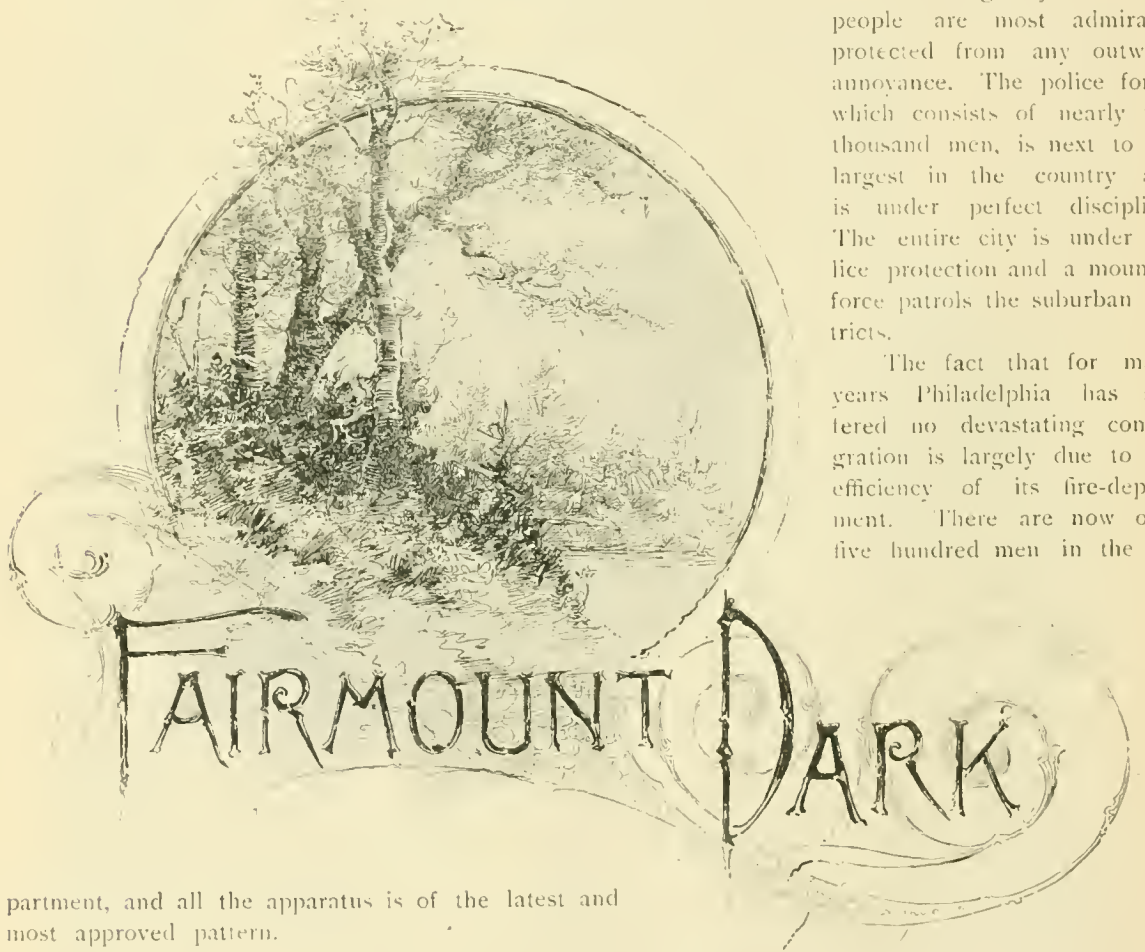 people are most admira
protected from any outw
annoyance. The police for
which consists of nearly
thousand men, is next to
largest in the country a
is under perfect discipli
The entire city is under
lice protection and a moun
force patrols the suburban
tricts.
The fact that for m
years Philadelphia has
fered no devastating con
gration is largely due to
efficiency of its fire-dep
ment. There are now o
five hundred men in the
FAIRMOUNT DARK
partment, and all the apparatus is of the latest and
most approved pattern.